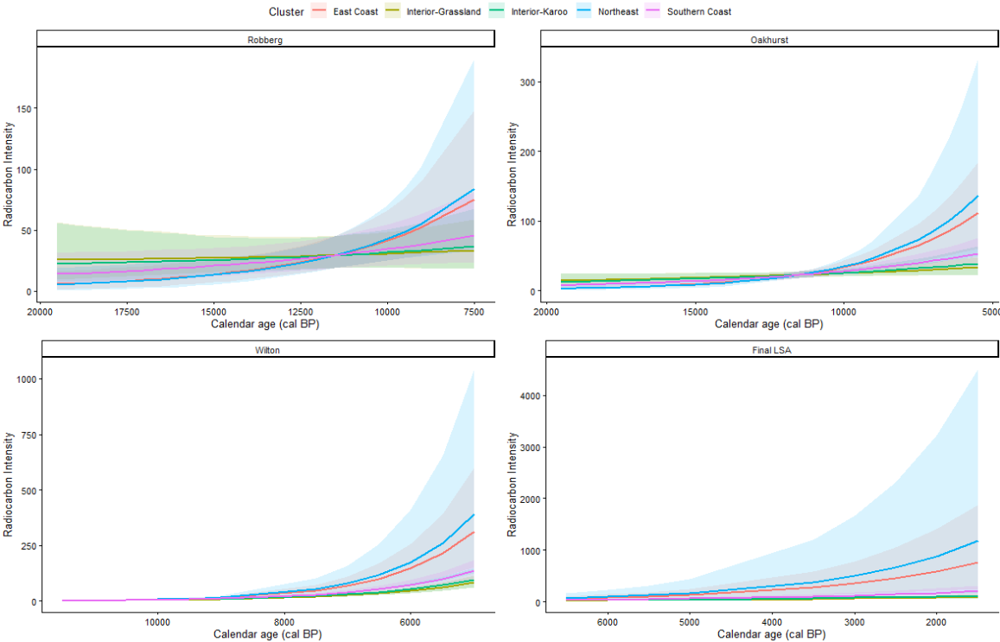 Cluster East Coast Interior-Grassland Interior-Karoo Northeast Southern Coast
Robberg
Radiocarbon Intensity
150
100
50
0
20000 17500 15000 12500 10000 7500
Calendar age (cal BP)
Oakhurst
Radiocarbon Intensity
300
200
100
0
20000 15000 10000 5000
Calendar age (cal BP)
Wilton
Radiocarbon Intensity
1000
750
500
250
0
10000 8000 6000
Calendar age (cal BP)
Final LSA
Radiocarbon Intensity
4000
3000
2000
1000
0
6000 5000 4000 3000 2000
Calendar age (cal BP)